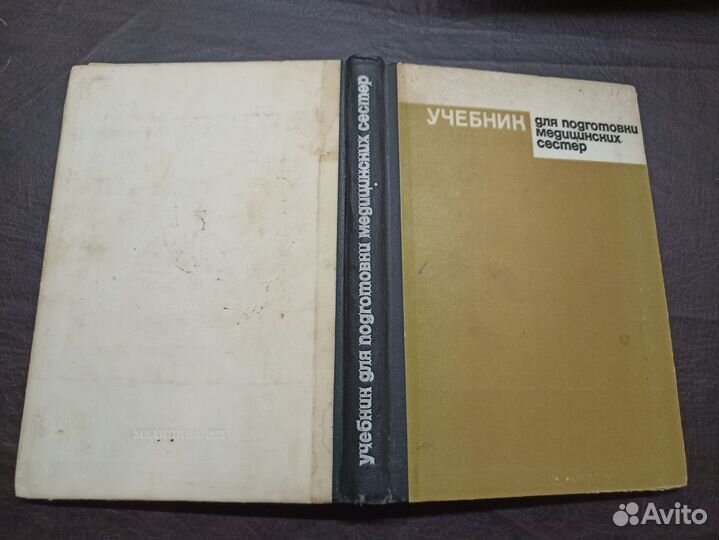 УЧЕБНИК
для подготовки
медицинских
сестер
учебник для подготовки медицинских сестер
Avito